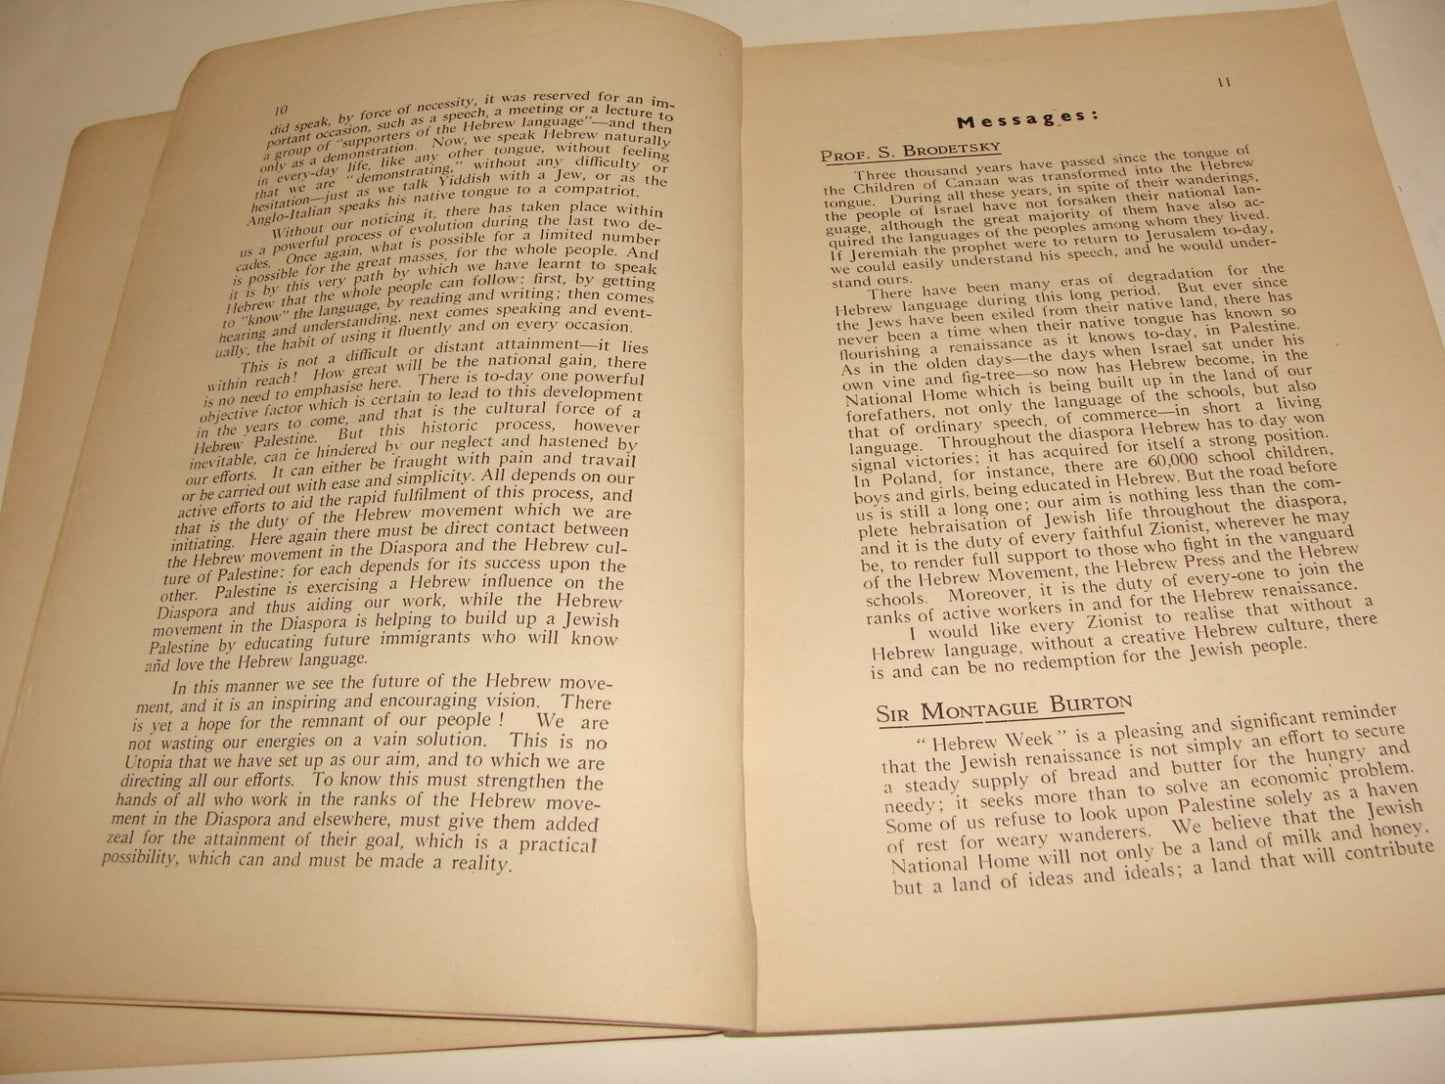 10
did speak, by force of necessity, it was reserved for an im-
portant occasion, such as a speech, a meeting or a lecture to
a group of "supporters of the Hebrew language"—and then
only as a demonstration. Now, we speak Hebrew naturally
in every-day life, like any other tongue, without feeling
that we are "demonstrating," without any difficulty or
hesitation—just as we talk Yiddish with a Jew, or as the
Anglo-Italian speaks his native tongue to a compatriot.
Without our noticing it, there has taken place within
us a powerful process of evolution during the last two de-
cades. Once again, what is possible for a limited number
is possible for the great masses, for the whole people. And
it is by this very path by which we have learnt to speak
Hebrew that the whole people can follow: first, by getting
to "know" the language, by reading and writing; then comes
hearing and understanding, next comes speaking and event-
ually, the habit of using it fluently and on every occasion.
This is not a difficult or distant attainment—it lies
within reach! How great will be the national gain, there
is no need to emphasise here. There is to-day one powerful
objective factor which is certain to lead to this development
in the years to come, and that is the cultural force of a
Hebrew Palestine. But this historic process, however
inevitable, can be hindered by our neglect and hastened by
our efforts. It can either be fraught with pain and travail
or be carried out with ease and simplicity. All depends on our
active efforts to aid the rapid fulfilment of this process, and
that is the duty of the Hebrew movement which we are
initiating. Here again there must be direct contact between
the Hebrew movement in the Diaspora and the Hebrew cul-
ture of Palestine: for each depends for its success upon the
other. Palestine is exercising a Hebrew influence on the
Diaspora and thus aiding our work, while the Hebrew
movement in the Diaspora is helping to build up a Jewish
Palestine by educating future immigrants who will know
and love the Hebrew language.
In this manner we see the future of the Hebrew move-
ment, and it is an inspiring and encouraging vision. There
is yet a hope for the remnant of our people ! We are
not wasting our energies on a vain solution. This is no
Utopia that we have set up as our aim, and to which we are
directing all our efforts. To know this must strengthen the
hands of all who work in the ranks of the Hebrew move-
ment in the Diaspora and elsewhere, must give them added
zeal for the attainment of their goal, which is a practical
possibility, which can and must be made a reality.
11
Messages:
PROF. S. BRODETSKY
Three thousand years have passed since the tongue of
the Children of Canaan was transformed into the Hebrew
tongue. During all these years, in spite of their wanderings,
the people of Israel have not forsaken their national lan-
guage, although the great majority of them have also ac-
quired the languages of the peoples among whom they lived.
If Jeremiah the prophet were to return to Jerusalem to-day,
we could easily understand his speech, and he would under-
stand ours.
There have been many eras of degradation for the
Hebrew language during this long period. But ever since
the Jews have been exiled from their native land, there has
never been a time when their native tongue has known so
flourishing a renaissance as it knows to-day, in Palestine.
As in the olden days—the days when Israel sat under his
own vine and fig-tree—so now has Hebrew become, in the
National Home which is being built up in the land of our
forefathers, not only the language of the schools, but also
that of ordinary speech, of commerce—in short a living
language. Throughout the diaspora Hebrew has to-day won
signal victories; it has acquired for itself a strong position.
In Poland, for instance, there are 60,000 school children,
boys and girls, being educated in Hebrew. But the road before
us is still a long one; our aim is nothing less than the com-
plete hebraisation of Jewish life throughout the diaspora,
and it is the duty of every faithful Zionist, wherever he may
be, to render full support to those who fight in the vanguard
of the Hebrew Movement, the Hebrew Press and the Hebrew
schools. Moreover, it is the duty of every-one to join the
ranks of active workers in and for the Hebrew renaissance.
I would like every Zionist to realise that without a
Hebrew language, without a creative Hebrew culture, there
is and can be no redemption for the Jewish people.
SIR MONTAGUE BURTON
" Hebrew Week " is a pleasing and significant reminder
that the Jewish renaissance is not simply an effort to secure
a steady supply of bread and butter for the hungry and
needy; it seeks more than to solve an economic problem.
Some of us refuse to look upon Palestine solely as a haven
of rest for weary wanderers. We believe that the Jewish
National Home will not only be a land of milk and honey,
but a land of ideas and ideals; a land that will contribute